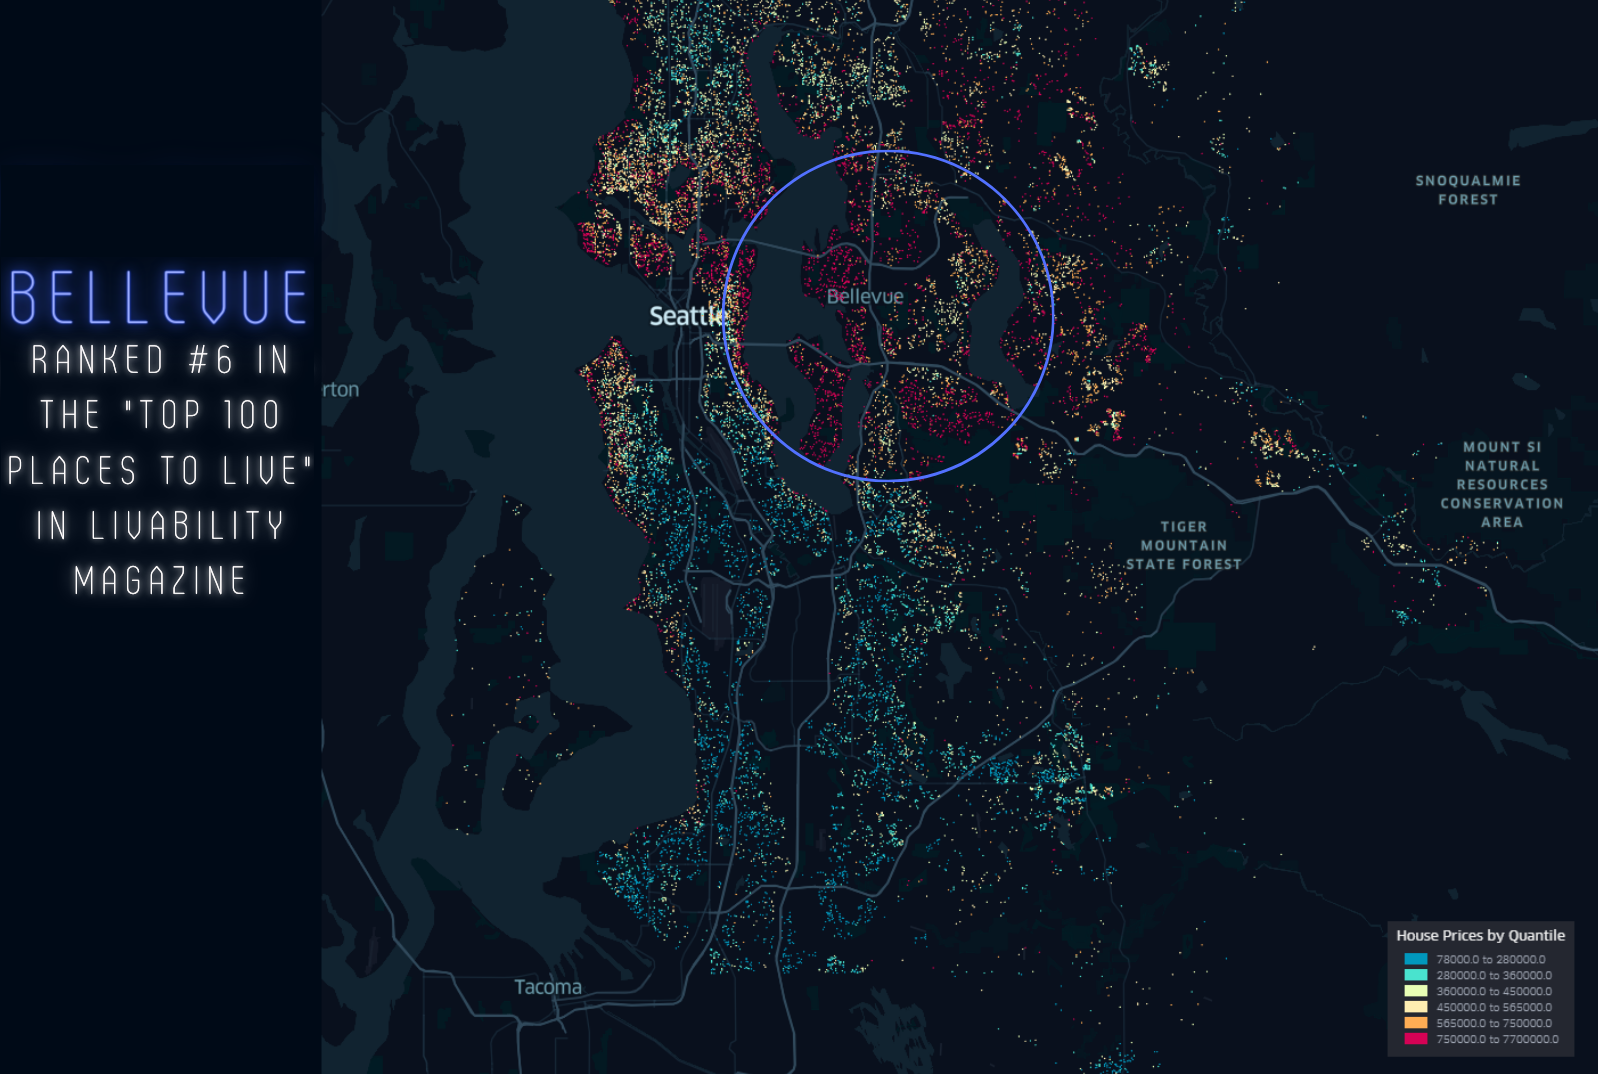 BELLEVUE
RANKED #6 IN
THE "TOP 100
PLACES TO LIVE"
IN LIVABILITY
MAGAZINE
SNOQUALMIE
FOREST
Bellevue
Seattle
rton
MOUNT SI
NATURAL
RESOURCES
CONSERVATION
AREA
TIGER
MOUNTAIN
STATE FOREST
Tacoma
House Prices by Quantile
78000.0 to 280000.0
280000.0 to 360000.0
360000.0 to 450000.0
450000.0 to 565000.0
565000.0 to 750000.0
750000.0 to 7700000.0